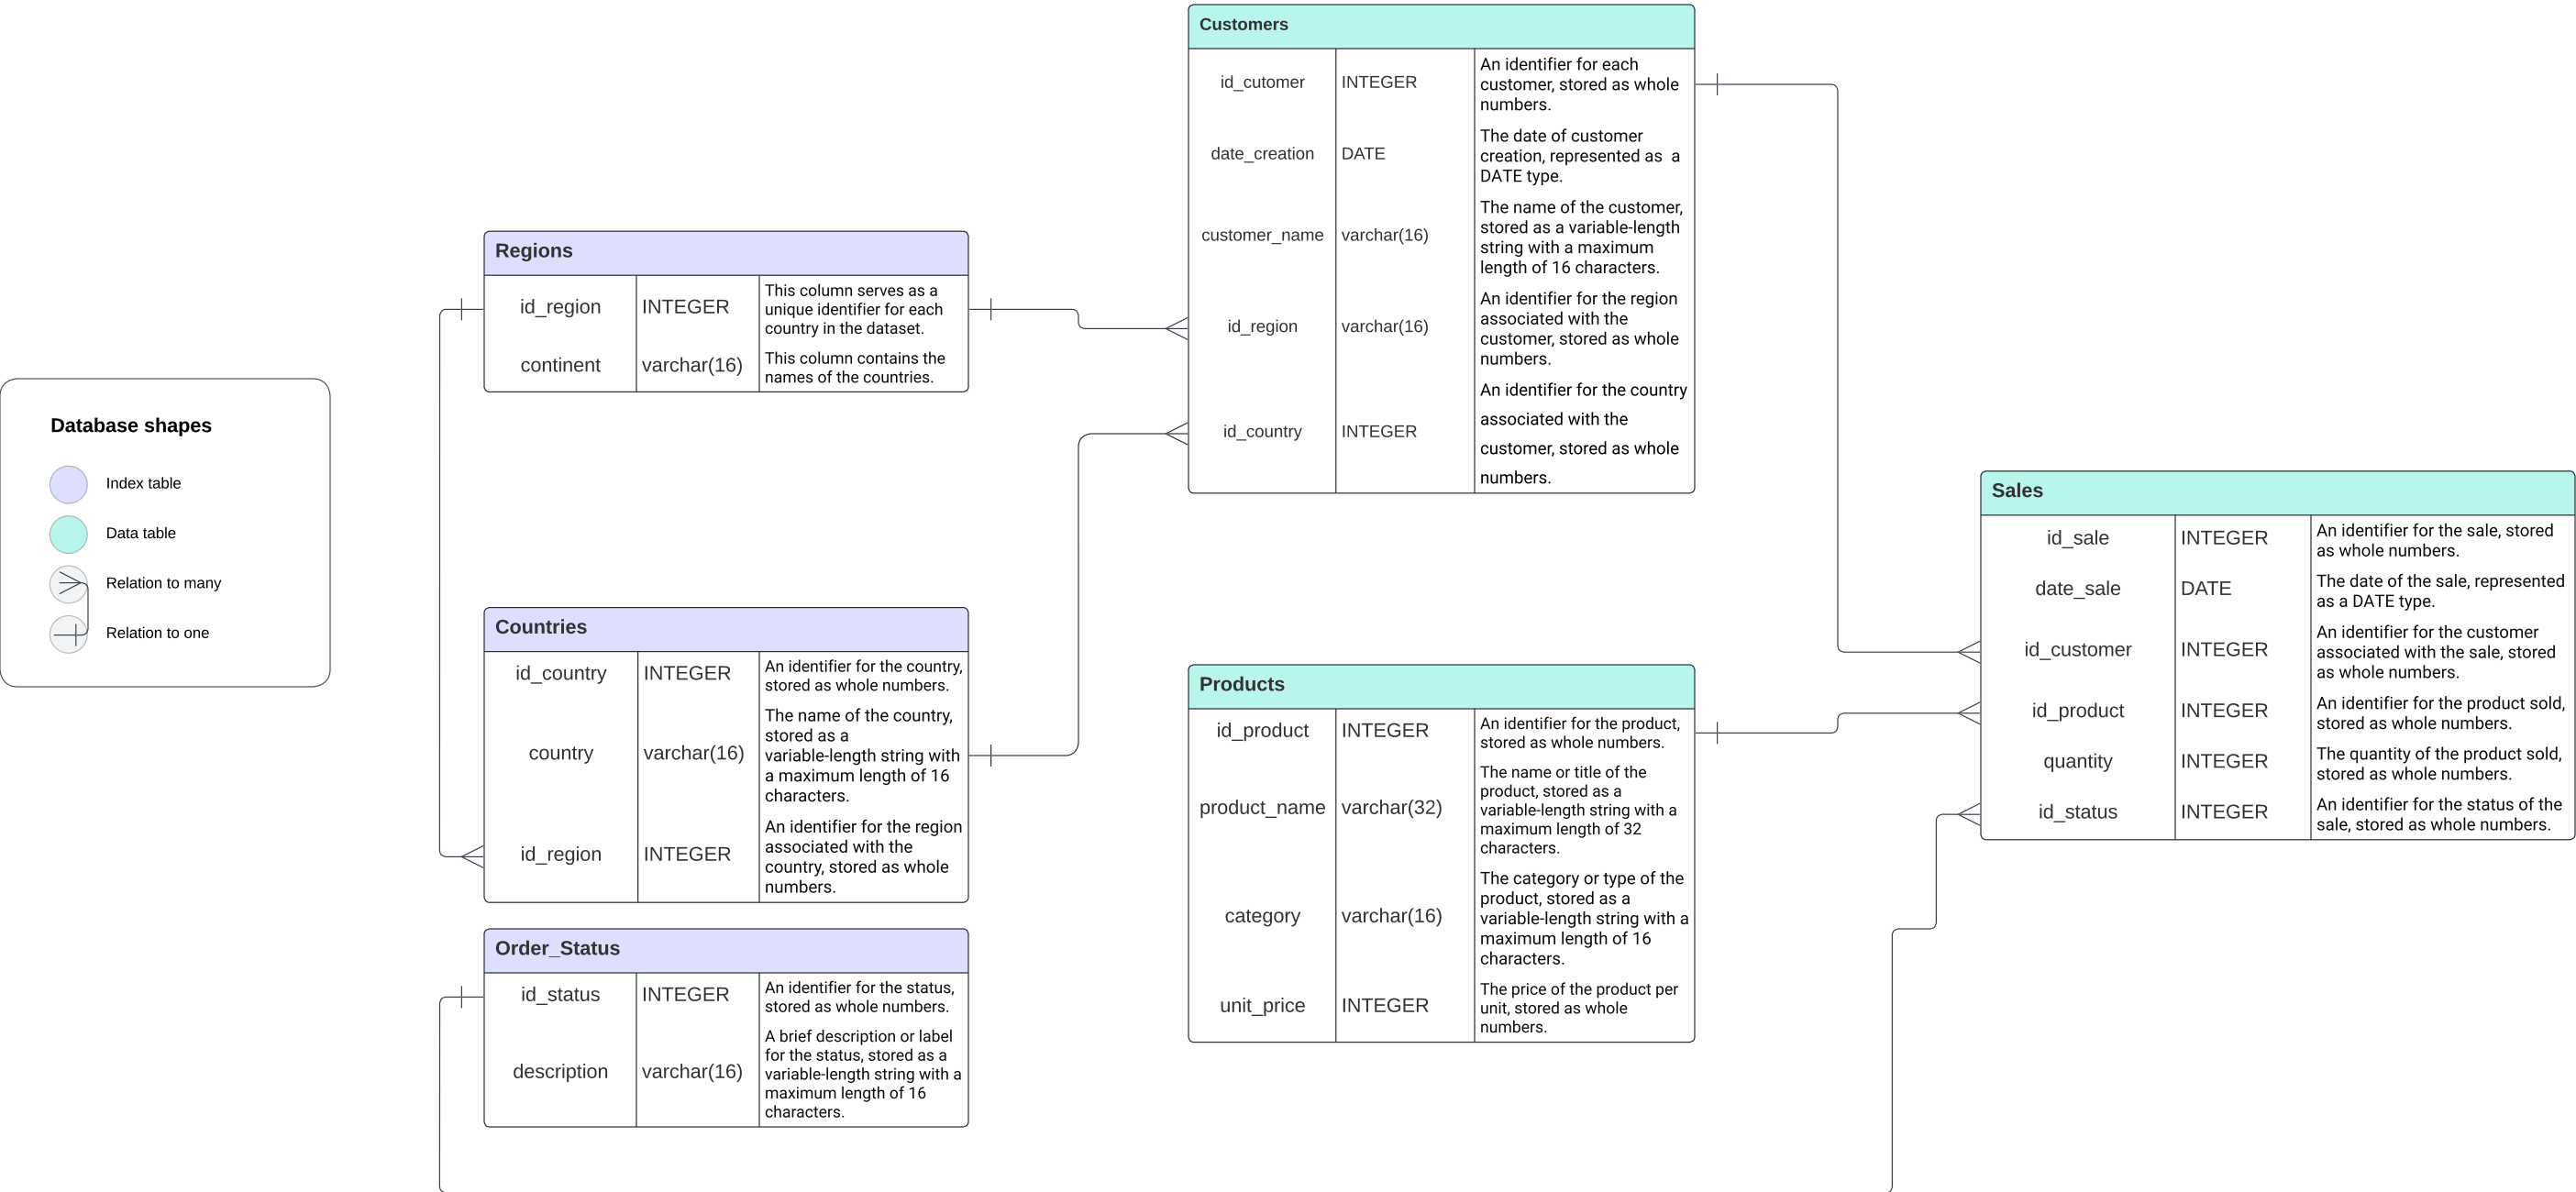 Database shapes
Index table
Data table
Relation to many
Relation to one
Regions
id_region
INTEGER
This column serves as a
unique identifier for each
country in the dataset.
continent
varchar(16)
This column contains the
names of the countries.
Countries
id_country
INTEGER
An identifier for the country,
stored as whole numbers.
country
varchar(16)
The name of the country,
stored as a
variable-length string with
a maximum length of 16
characters.
id_region
INTEGER
An identifier for the region
associated with the
country, stored as whole
numbers.
Order_Status
id_status
INTEGER
An identifier for the status,
stored as whole numbers.
description
varchar(16)
A brief description or label
for the status, stored as a
variable-length string with a
maximum length of 16
characters.
Customers
id_cutomer
INTEGER
An identifier for each
customer, stored as whole
numbers.
date_creation
DATE
The date of customer
creation, represented as  a
DATE type.
customer_name
varchar(16)
The name of the customer,
stored as a variable-length
string with a maximum
length of 16 characters.
id_region
varchar(16)
An identifier for the region
associated with the
customer, stored as whole
numbers.
id_country
INTEGER
An identifier for the country
associated with the
customer, stored as whole
numbers.
Products
id_product
INTEGER
An identifier for the product,
stored as whole numbers.
product_name
varchar(32)
The name or title of the
product, stored as a
variable-length string with a
maximum length of 32
characters.
category
varchar(16)
The category or type of the
product, stored as a
variable-length string with a
maximum length of 16
characters.
unit_price
INTEGER
The price of the product per
unit, stored as whole
numbers.
Sales
id_sale
INTEGER
An identifier for the sale, stored
as whole numbers.
date_sale
DATE
The date of the sale, represented
as a DATE type.
id_customer
INTEGER
An identifier for the customer
associated with the sale, stored
as whole numbers.
id_product
INTEGER
An identifier for the product sold,
stored as whole numbers.
quantity
INTEGER
The quantity of the product sold,
stored as whole numbers.
id_status
INTEGER
An identifier for the status of the
sale, stored as whole numbers.